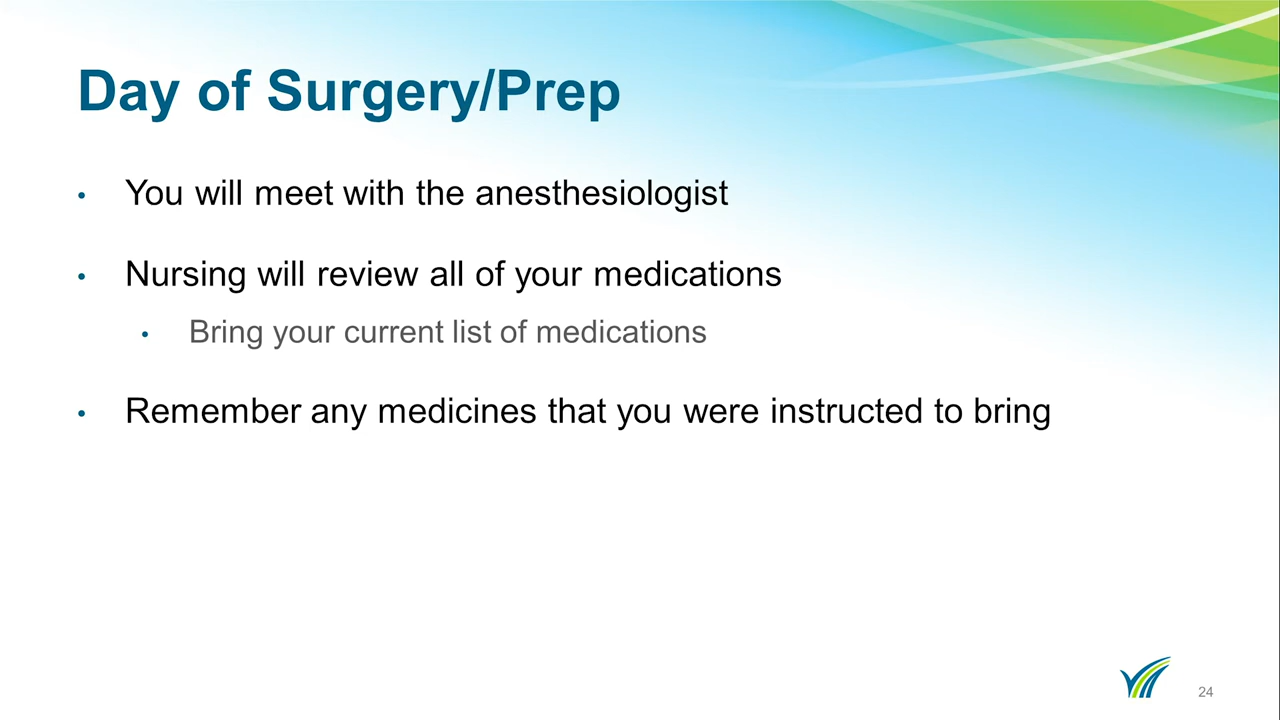 Day of Surgery/Prep
• You will meet with the anesthesiologist
• Nursing will review all of your medications
• Bring your current list of medications
• Remember any medicines that you were instructed to bring
24